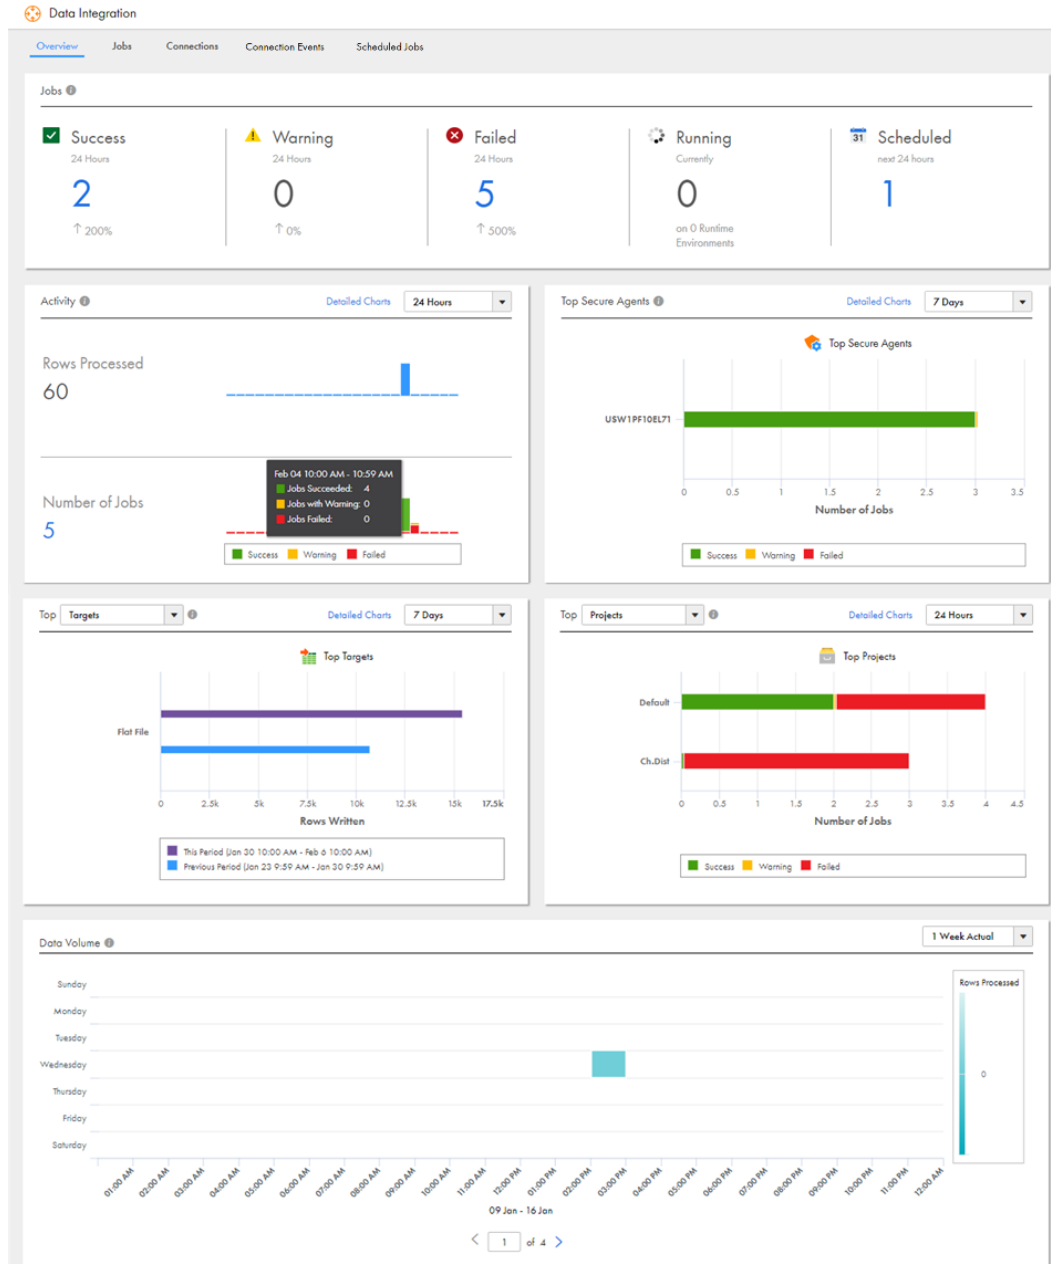 Data Integration
Overview Jobs Connections Connection Events Scheduled Jobs
Jobs
Success Warning Failed Running Scheduled
24 Hours 24 Hours 24 Hours Currently next 24 hours
31
2 0 5 0 1
↑ 200% ↑ 0% ↑ 500% on 0 Runtime
Environments
Activity Detailed Charts 24 Hours
Rows Processed
60
Feb 04 10:00 AM - 10:59 AM
Jobs Succeeded: 4
Jobs with Warning: 0
Jobs Failed: 0
Number of Jobs
5
Success Warning Failed
Top Secure Agents Detailed Charts 7 Days
Top Secure Agents
USW1PF10EL71
0 0.5 1 1.5 2 2.5 3 3.5
Number of Jobs
Success Warning Failed
Top Targets Detailed Charts 7 Days
Top Targets
Flat File
0 2.5k 5k 7.5k 10k 12.5k 15k 17.5k
Rows Written
This Period (Jan 30 10:00 AM - Feb 6 10:00 AM)
Previous Period (Jan 23 9:59 AM - Jan 30 9:59 AM)
Top Projects Detailed Charts 24 Hours
Top Projects
Default
Ch.Dist
0 0.5 1 1.5 2 2.5 3 3.5 4 4.5
Number of Jobs
Success Warning Failed
Data Volume 1 Week Actual
Rows Processed
0
Sunday
Monday
Tuesday
Wednesday
Thursday
Friday
Saturday
01:00 AM 02:00 AM 03:00 AM 04:00 AM 05:00 AM 06:00 AM 07:00 AM 08:00 AM 09:00 AM 10:00 AM 11:00 AM 12:00 PM 01:00 PM 02:00 PM 03:00 PM 04:00 PM 05:00 PM 06:00 PM 07:00 PM 08:00 PM 09:00 PM 10:00 PM 11:00 PM 12:00 AM
09 Jan - 16 Jan
1 of 4